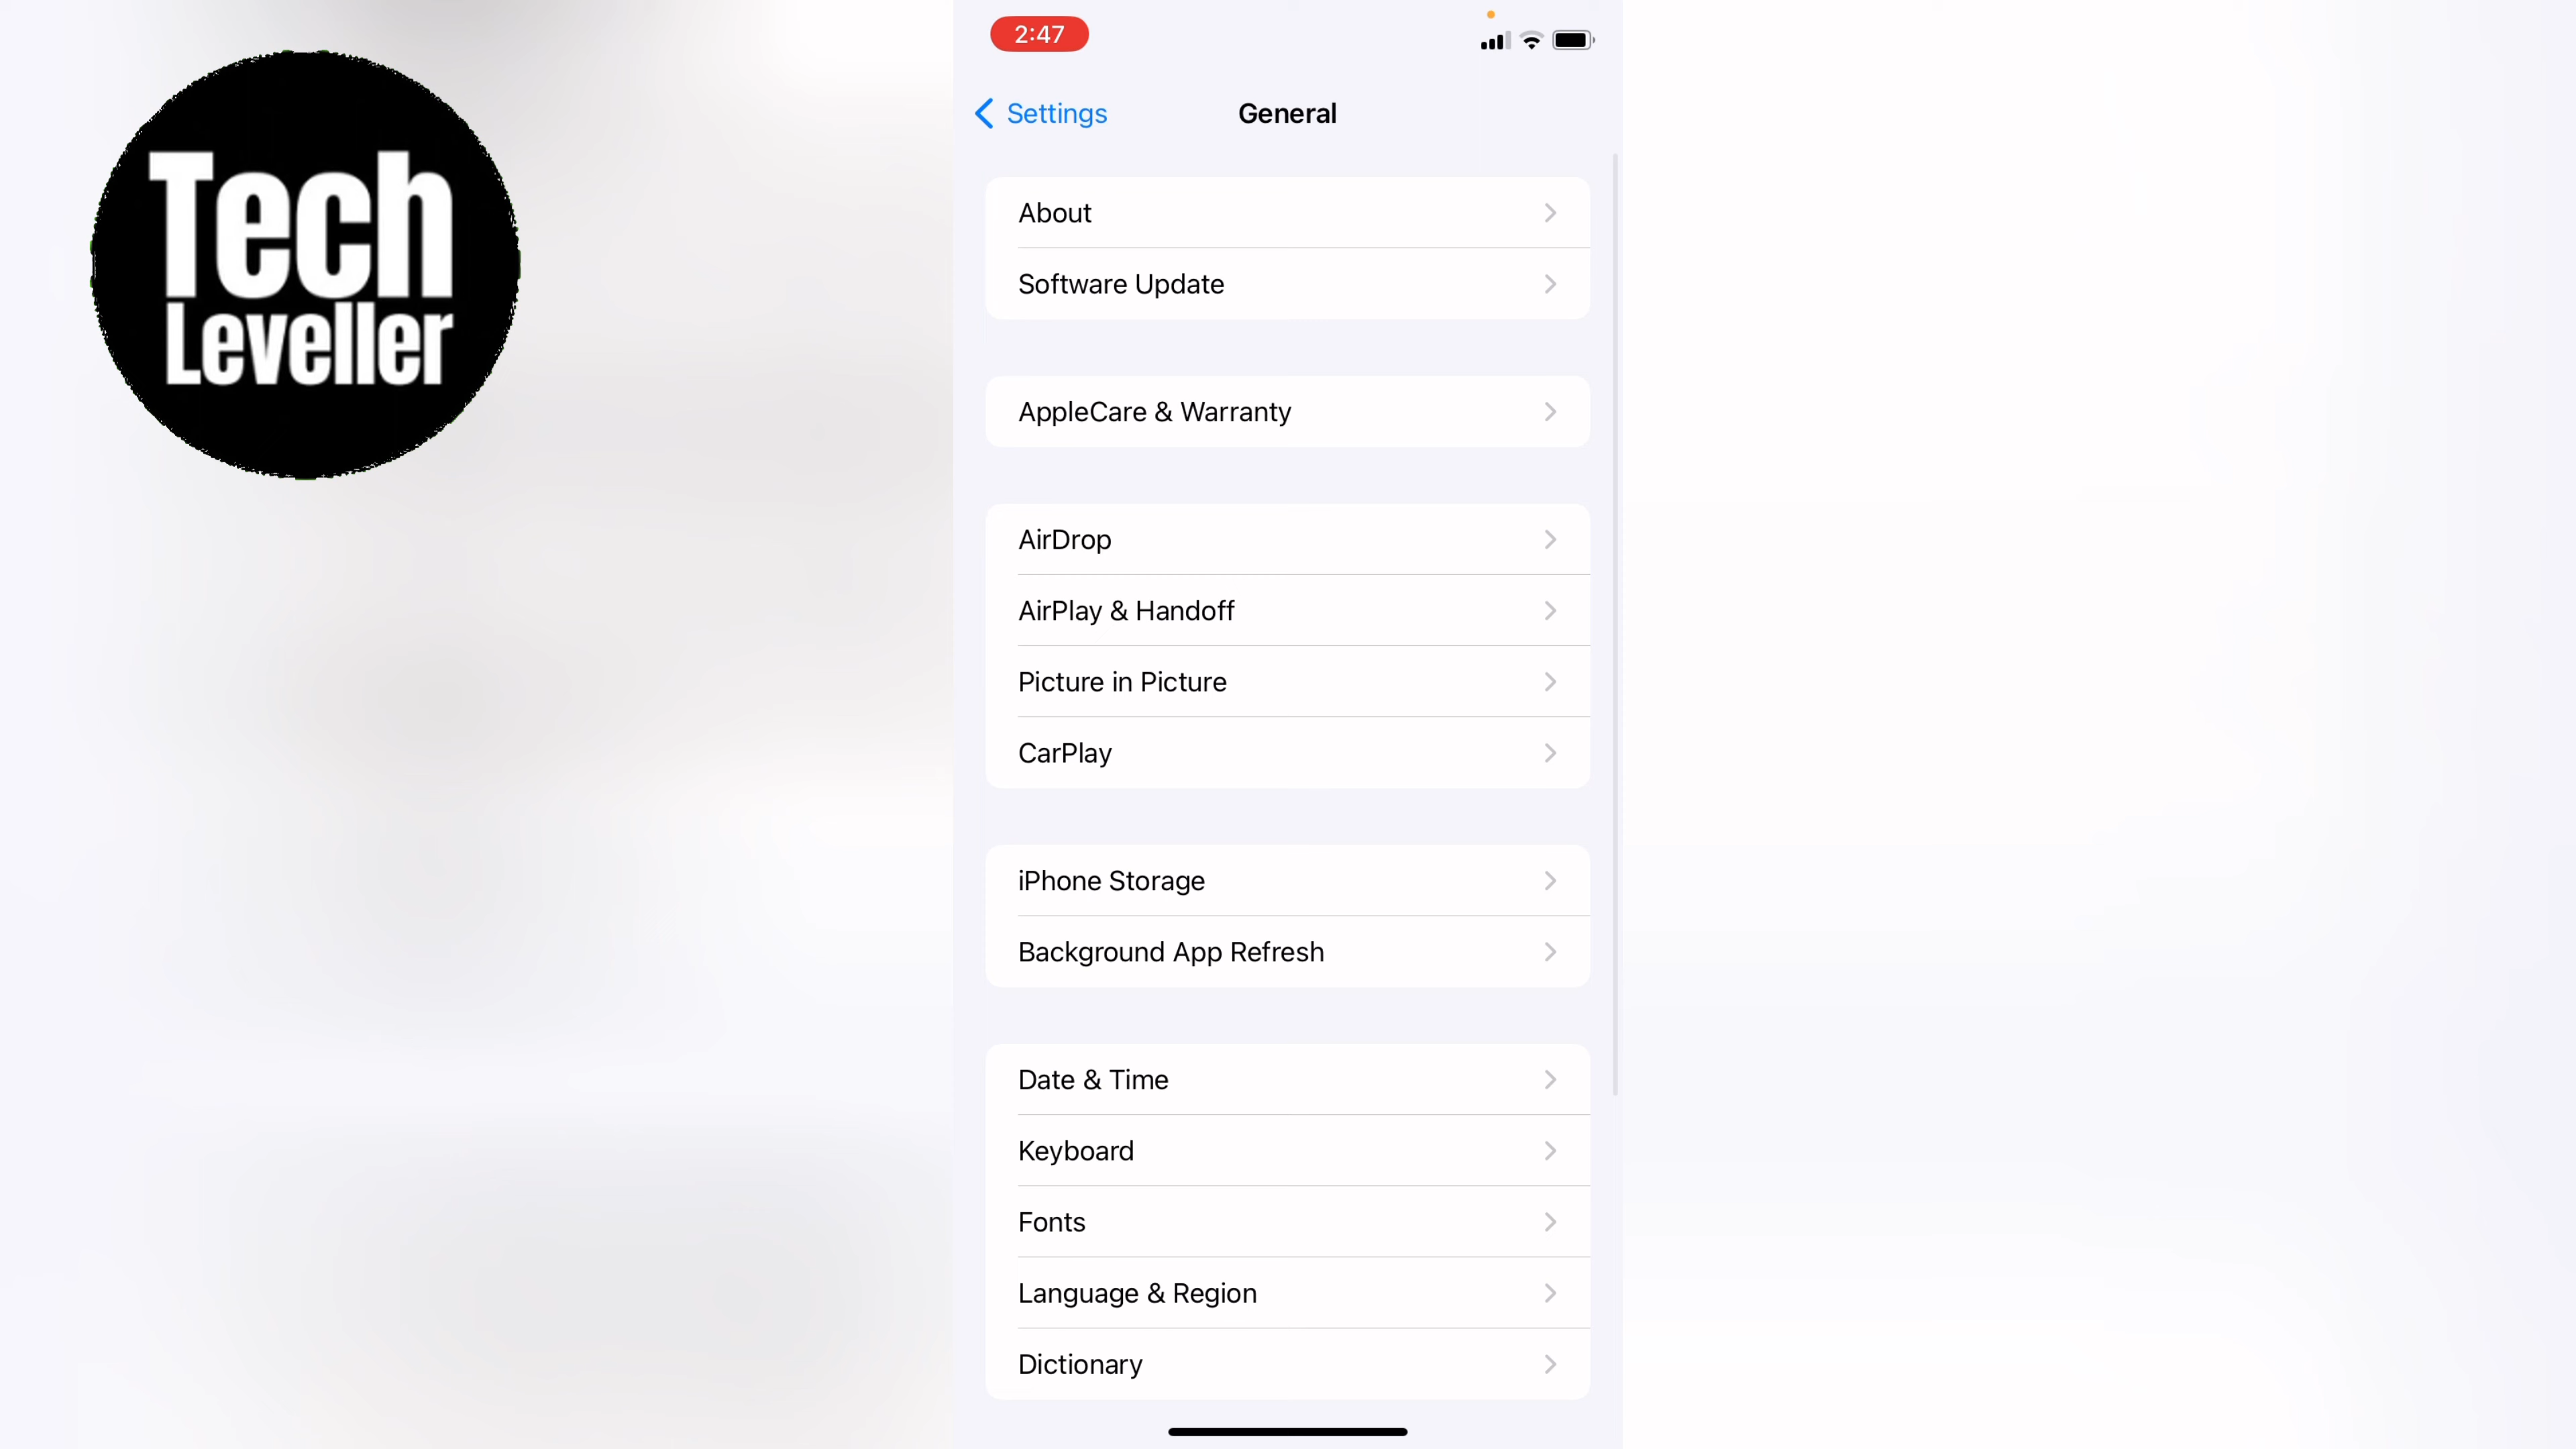 Tech
Leveller
2:47
Settings
General
About
Software Update
AppleCare & Warranty
AirDrop
AirPlay & Handoff
Picture in Picture
CarPlay
iPhone Storage
Background App Refresh
Date & Time
Keyboard
Fonts
Language & Region
Dictionary